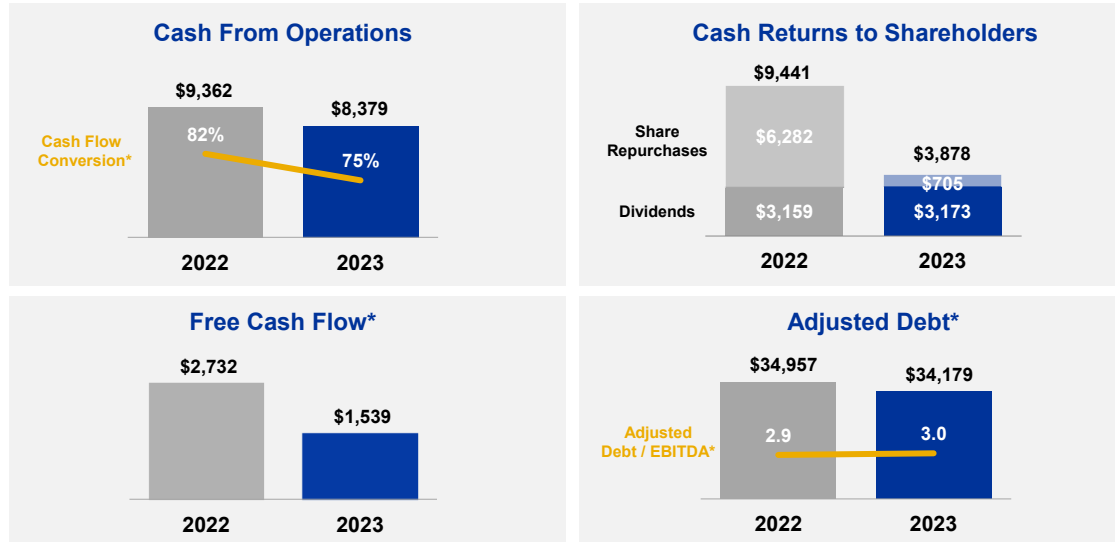 Cash From Operations
$9,362
$8,379
Cash Flow
Conversion*
82%
75%
2022
2023
Cash Returns to Shareholders
$9,441
Share
Repurchases
$6,282
$3,878
$705
Dividends
$3,159
$3,173
2022
2023
Free Cash Flow*
$2,732
$1,539
2022
2023
Adjusted Debt*
$34,957
$34,179
Adjusted
Debt / EBITDA*
2.9
3.0
2022
2023